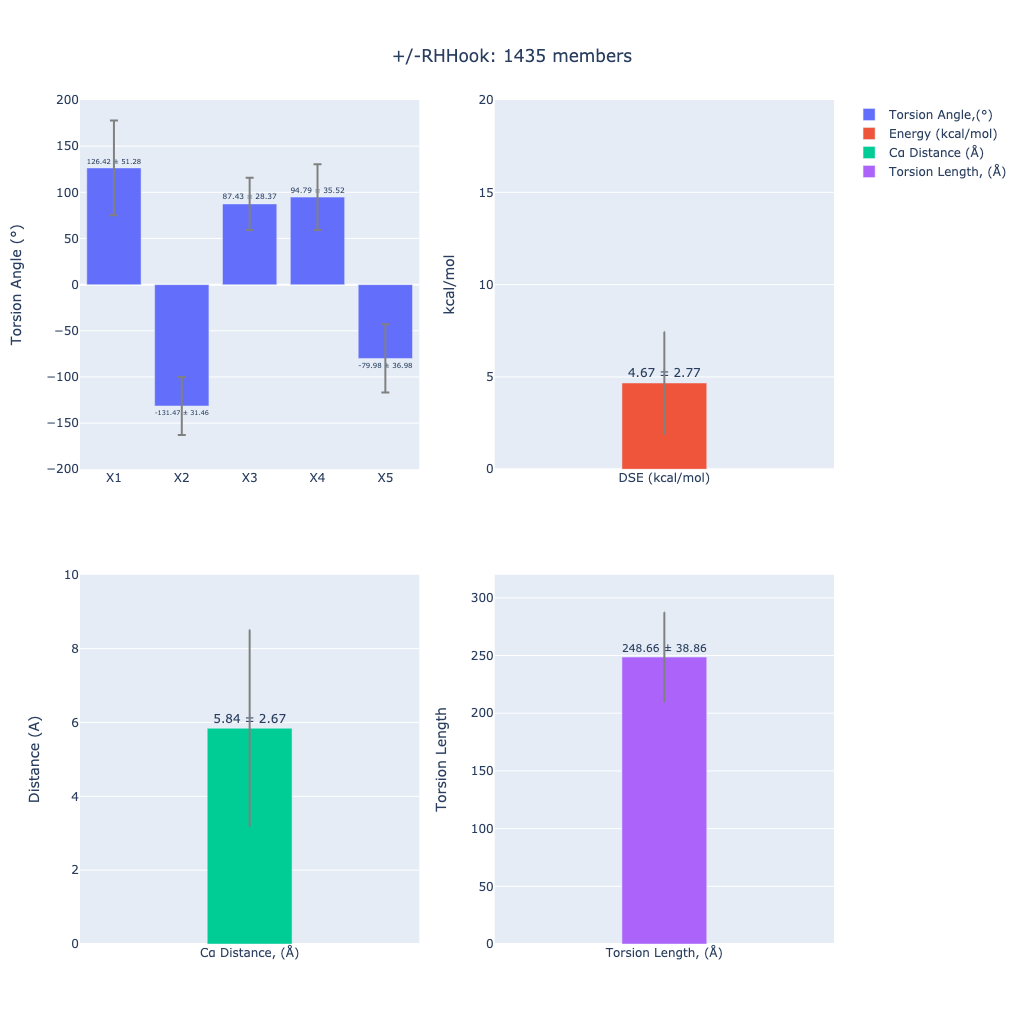 +/-RHHook: 1435 members
Torsion Angle,(°)
Energy (kcal/mol)
Cɑ Distance (Å)
Torsion Length, (Å)
Torsion Angle (°)
200
150
100
50
0
−50
−100
−150
−200
126.42 ± 51.28
-131.47 ± 31.46
87.43 ± 28.37
94.79 ± 35.52
-79.98 ± 36.98
X1 X2 X3 X4 X5
kcal/mol
20
15
10
5
0
4.67 ± 2.77
DSE (kcal/mol)
Distance (A)
10
8
6
4
2
0
5.84 ± 2.67
Cɑ Distance, (Å)
Torsion Length
300
250
200
150
100
50
0
248.66 ± 38.86
Torsion Length, (Å)